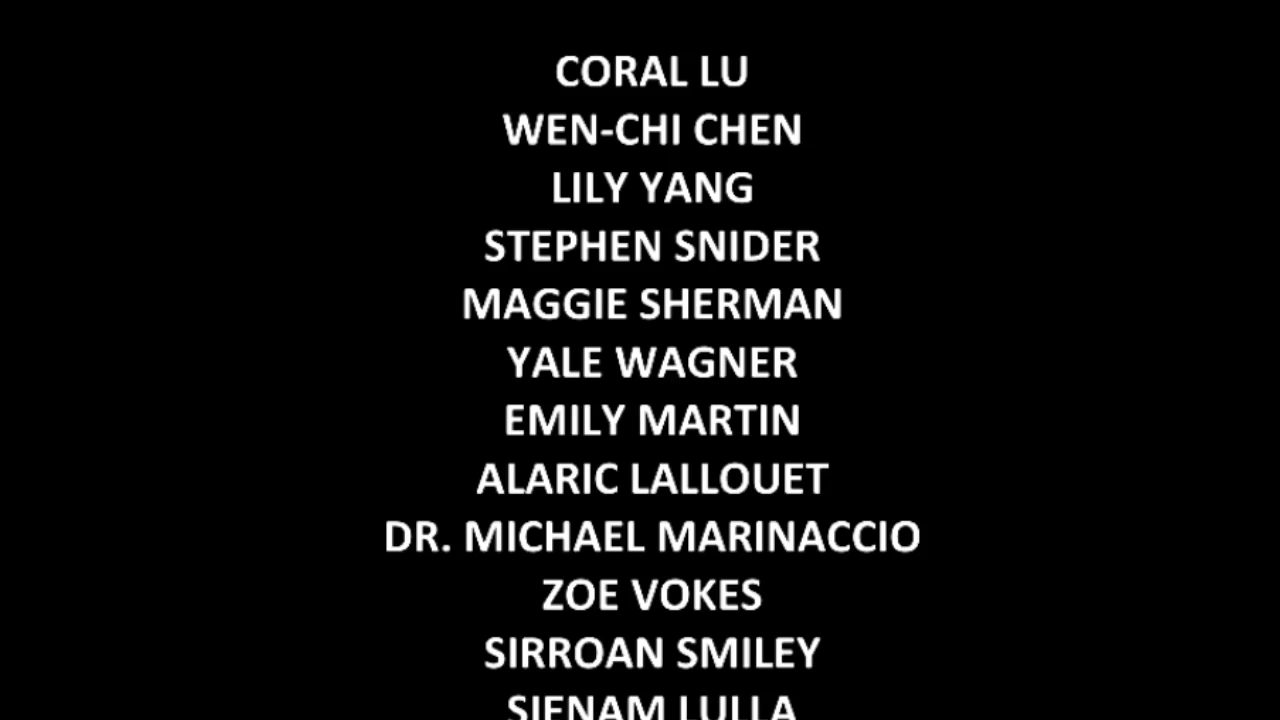 CORAL LU
WEN-CHI CHEN
LILY YANG
STEPHEN SNIDER
MAGGIE SHERMAN
YALE WAGNER
EMILY MARTIN
ALARIC LALLOUET
DR. MICHAEL MARINACCIO
ZOE VOKES
SIRROAN SMILEY
SIENAM LULLA